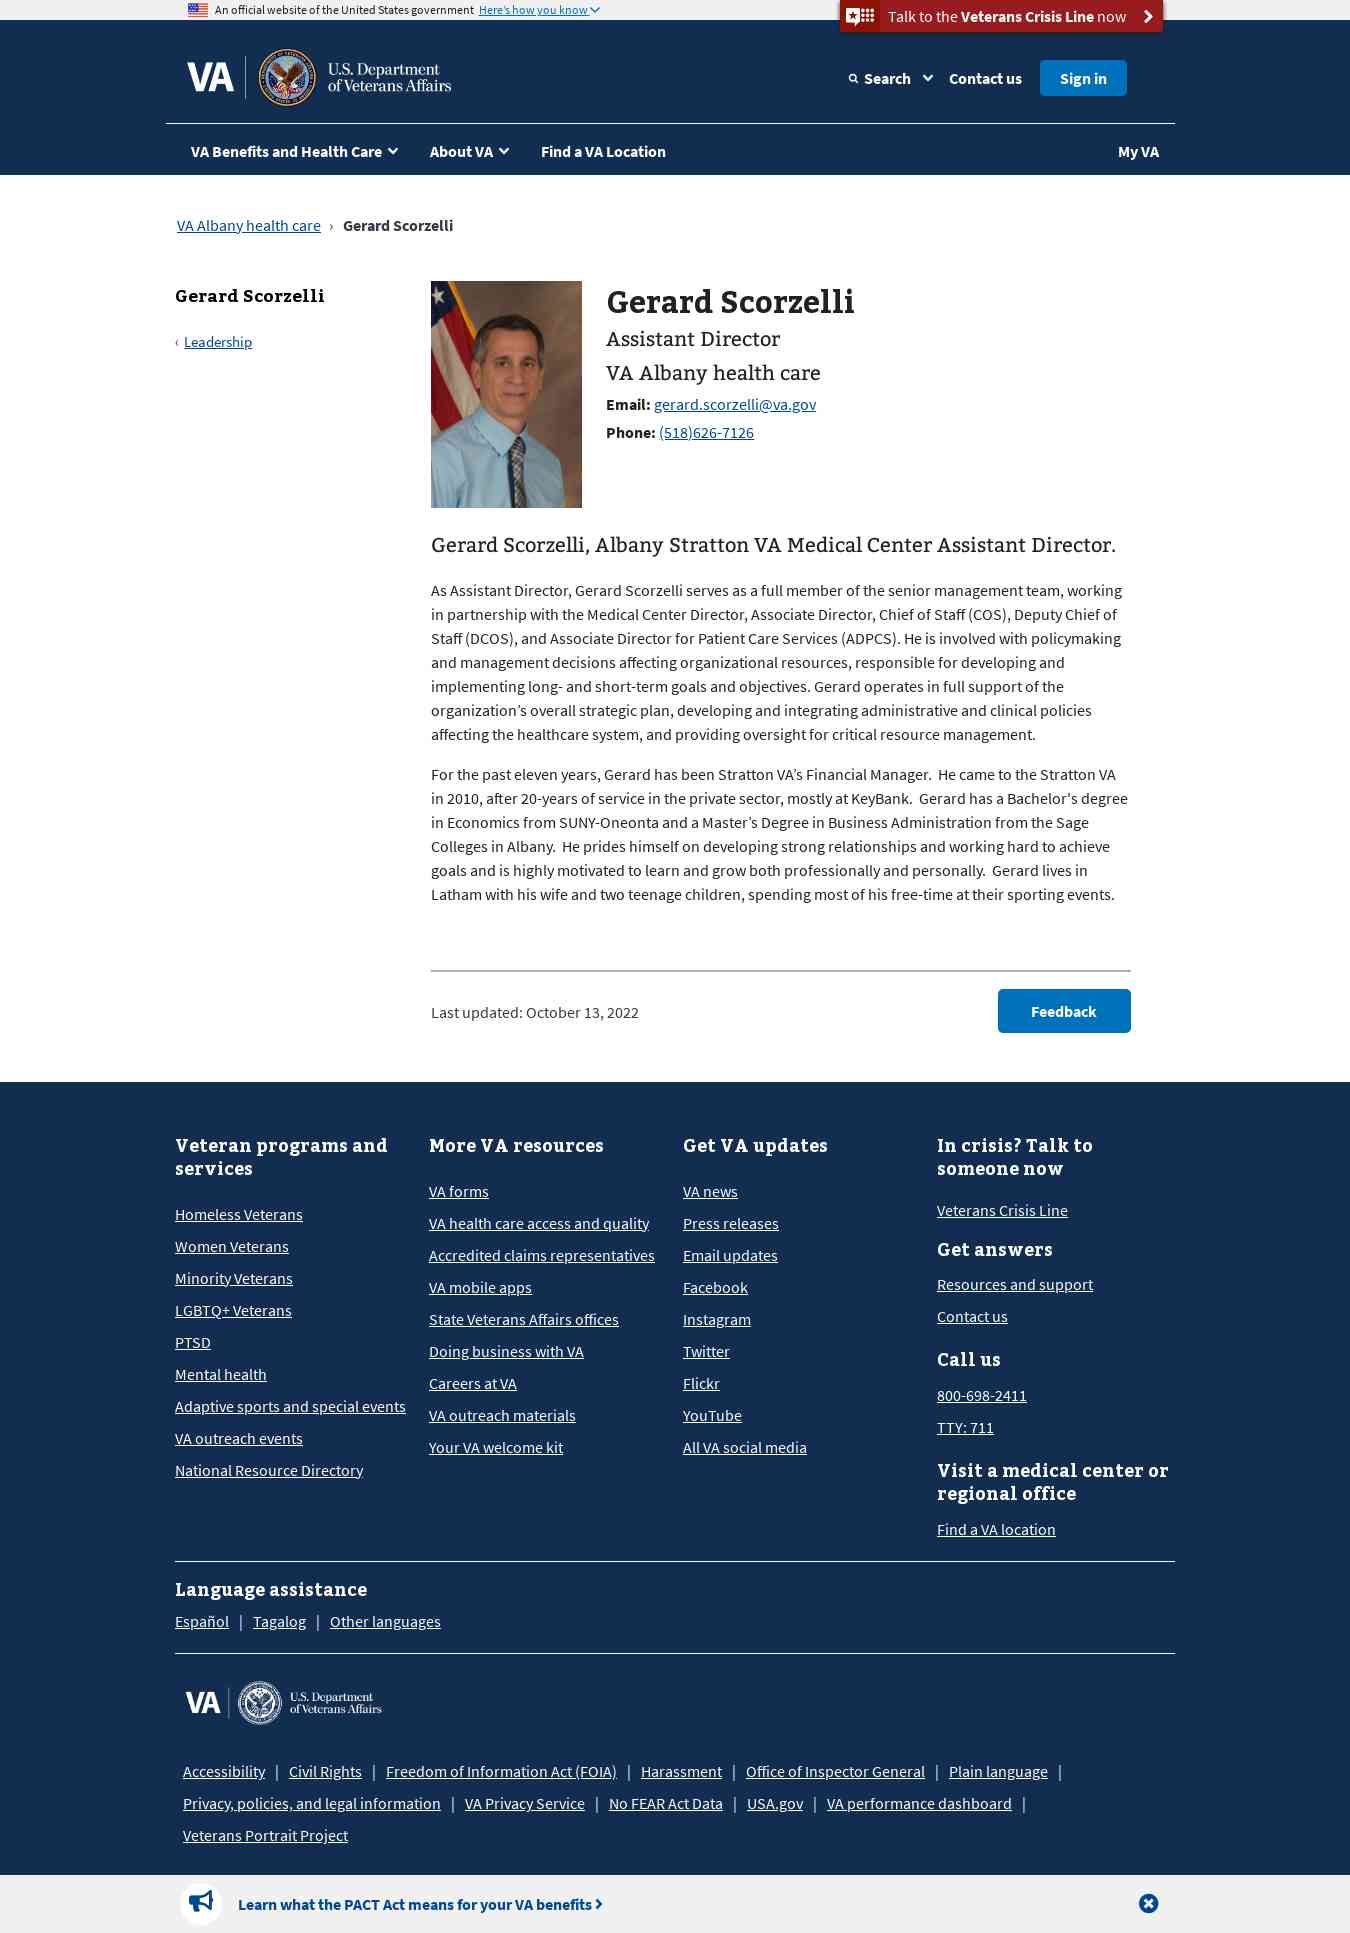 An official website of the United States government Here's how you know
Talk to the Veterans Crisis Line now
VA
U.S. Department
of Veterans Affairs
Search
Contact us
Sign in
VA Benefits and Health Care
About VA
Find a VA Location
My VA
VA Albany health care › Gerard Scorzelli
Gerard Scorzelli
‹ Leadership
Gerard Scorzelli
Assistant Director
VA Albany health care
Email: gerard.scorzelli@va.gov
Phone: (518)626-7126
Gerard Scorzelli, Albany Stratton VA Medical Center Assistant Director.
As Assistant Director, Gerard Scorzelli serves as a full member of the senior management team, working
in partnership with the Medical Center Director, Associate Director, Chief of Staff (COS), Deputy Chief of
Staff (DCOS), and Associate Director for Patient Care Services (ADPCS). He is involved with policymaking
and management decisions affecting organizational resources, responsible for developing and
implementing long- and short-term goals and objectives. Gerard operates in full support of the
organization’s overall strategic plan, developing and integrating administrative and clinical policies
affecting the healthcare system, and providing oversight for critical resource management.
For the past eleven years, Gerard has been Stratton VA’s Financial Manager.  He came to the Stratton VA
in 2010, after 20-years of service in the private sector, mostly at KeyBank.  Gerard has a Bachelor's degree
in Economics from SUNY-Oneonta and a Master’s Degree in Business Administration from the Sage
Colleges in Albany.  He prides himself on developing strong relationships and working hard to achieve
goals and is highly motivated to learn and grow both professionally and personally.  Gerard lives in
Latham with his wife and two teenage children, spending most of his free-time at their sporting events.
Last updated: October 13, 2022
Feedback
Veteran programs and
services
Homeless Veterans
Women Veterans
Minority Veterans
LGBTQ+ Veterans
PTSD
Mental health
Adaptive sports and special events
VA outreach events
National Resource Directory
More VA resources
VA forms
VA health care access and quality
Accredited claims representatives
VA mobile apps
State Veterans Affairs offices
Doing business with VA
Careers at VA
VA outreach materials
Your VA welcome kit
Get VA updates
VA news
Press releases
Email updates
Facebook
Instagram
Twitter
Flickr
YouTube
All VA social media
In crisis? Talk to
someone now
Veterans Crisis Line
Get answers
Resources and support
Contact us
Call us
800-698-2411
TTY: 711
Visit a medical center or
regional office
Find a VA location
Language assistance
Español | Tagalog | Other languages
VA
U.S. Department
of Veterans Affairs
Accessibility | Civil Rights | Freedom of Information Act (FOIA) | Harassment | Office of Inspector General | Plain language |
Privacy, policies, and legal information | VA Privacy Service | No FEAR Act Data | USA.gov | VA performance dashboard |
Veterans Portrait Project
Learn what the PACT Act means for your VA benefits